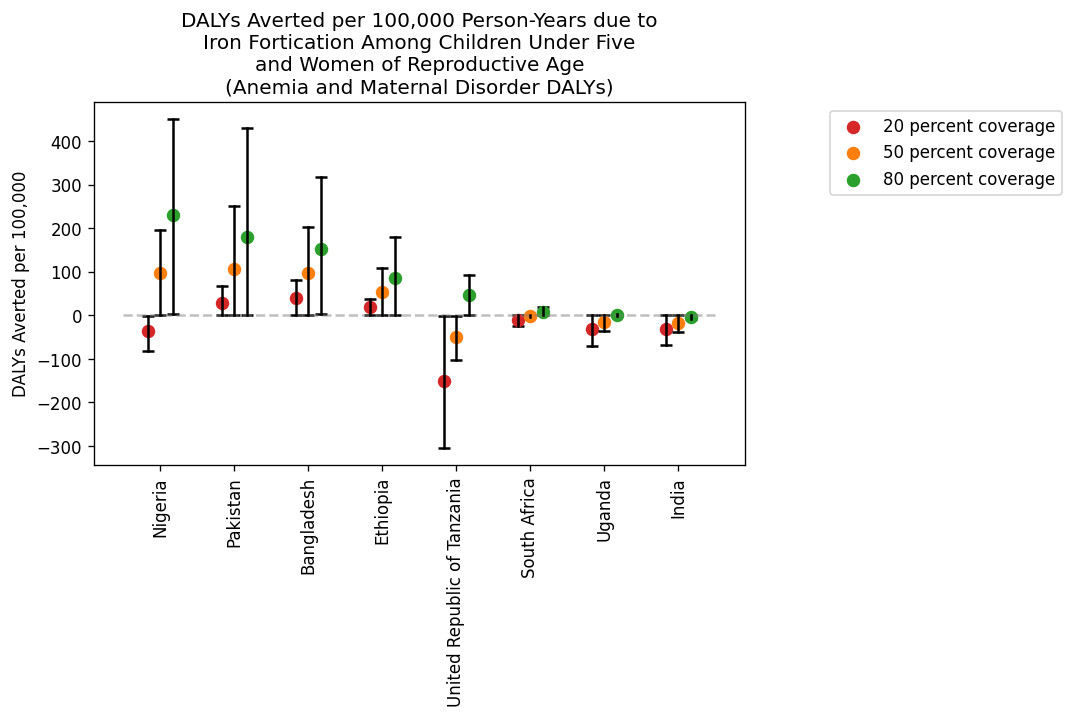 DALYs Averted per 100,000 Person-Years due to
Iron Fortication Among Children Under Five
and Women of Reproductive Age
(Anemia and Maternal Disorder DALYs)
20 percent coverage
50 percent coverage
80 percent coverage
DALYs Averted per 100,000
400
300
200
100
0
−100
−200
−300
Nigeria
Pakistan
Bangladesh
Ethiopia
United Republic of Tanzania
South Africa
Uganda
India